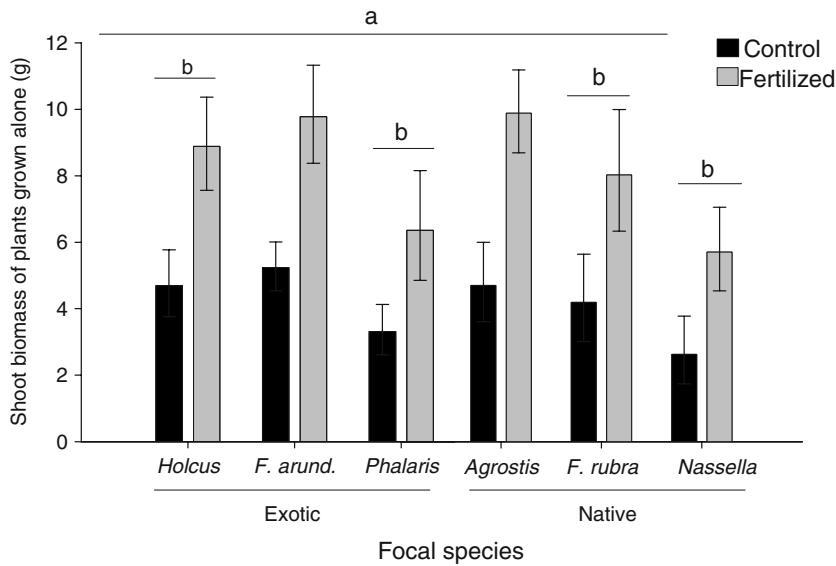 a
Control
Fertilized
b
b
b
b
Shoot biomass of plants grown alone (g)
12
10
8
6
4
2
0
Holcus F. arund. Phalaris Agrostis F. rubra Nassella
Exotic Native
Focal species